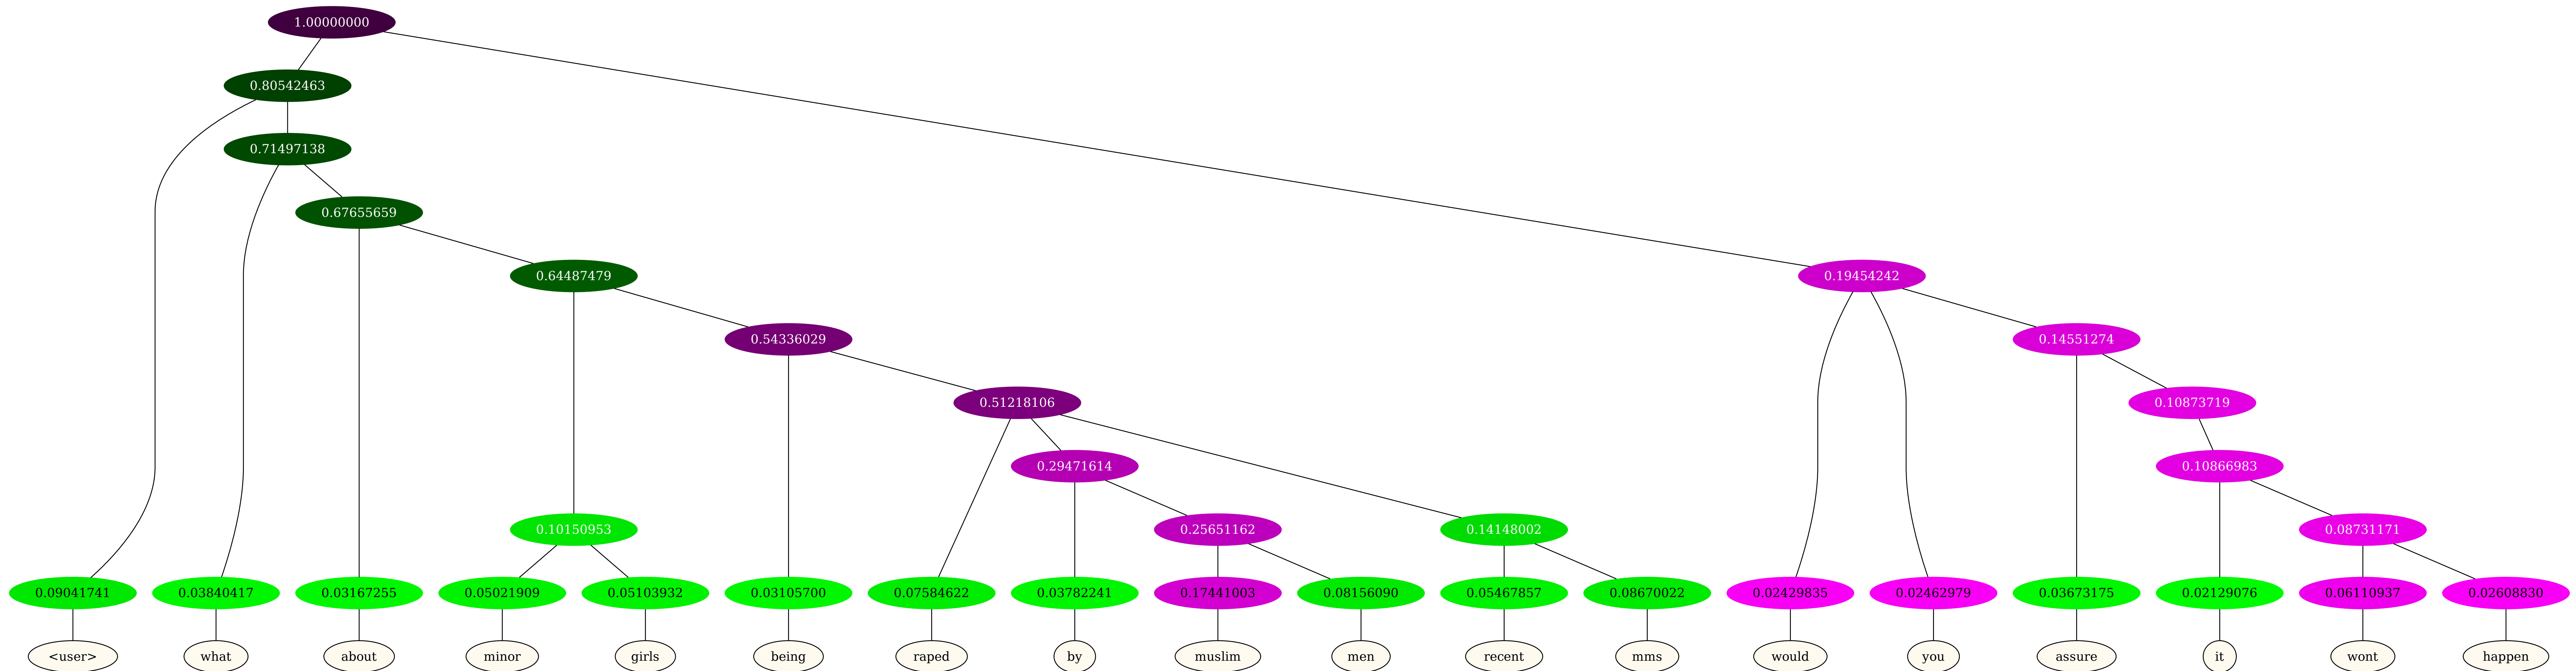 1.00000000
0.80542463
0.71497138
0.67655659
0.64487479 0.19454242
0.54336029 0.14551274
0.51218106 0.10873719
0.29471614 0.10866983
0.10150953 0.25651162 0.14148002 0.08731171
0.09041741 0.03840417 0.03167255 0.05021909 0.05103932 0.03105700 0.07584622 0.03782241 0.17441003 0.08156090 0.05467857 0.08670022 0.02429835 0.02462979 0.03673175 0.02129076 0.06110937 0.02608830
<user> what about minor girls being raped by muslim men recent mms would you assure it wont happen